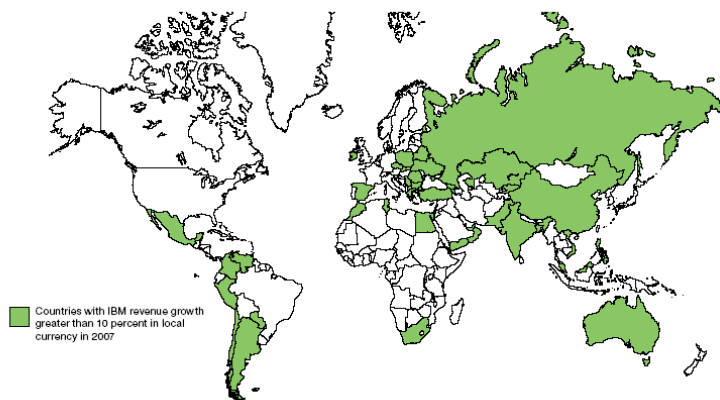 Countries with IBM revenue growth
greater than 10 percent in local
currency in 2007